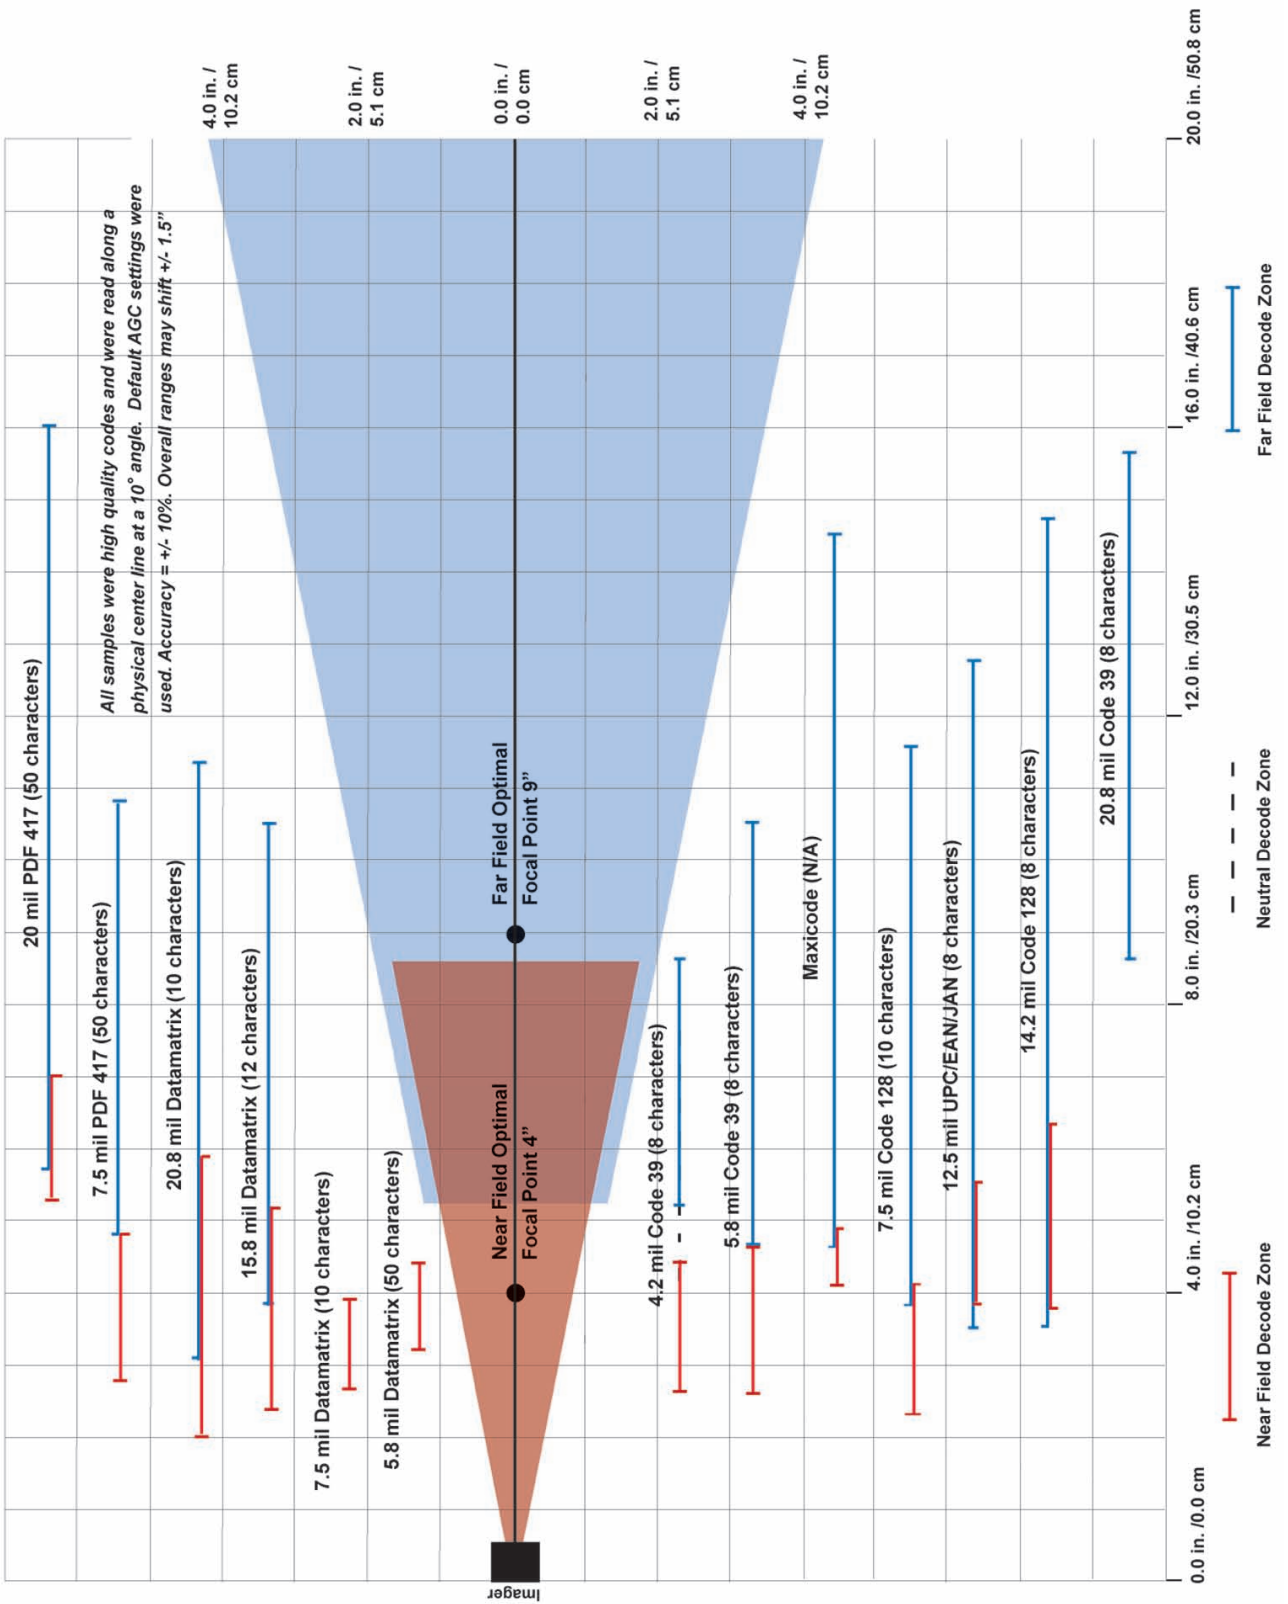 20 mil PDF 417 (50 characters)
All samples were high quality codes and were read along a
physical center line at a 10° angle. Default AGC settings were
used. Accuracy = +/- 10%. Overall ranges may shift +/- 1.5”
7.5 mil PDF 417 (50 characters)
20.8 mil Datamatrix (10 characters)
4.0 in. /
10.2 cm
15.8 mil Datamatrix (12 characters)
7.5 mil Datamatrix (10 characters)
2.0 in. /
5.1 cm
5.8 mil Datamatrix (50 characters)
Imager
Near Field Optimal
Focal Point 4”
Far Field Optimal
Focal Point 9”
0.0 in. /
0.0 cm
4.2 mil Code 39 (8 characters)
2.0 in. /
5.1 cm
5.8 mil Code 39 (8 characters)
Maxicode (N/A)
4.0 in. /
10.2 cm
7.5 mil Code 128 (10 characters)
12.5 mil UPC/EAN/JAN (8 characters)
14.2 mil Code 128 (8 characters)
20.8 mil Code 39 (8 characters)
0.0 in. /0.0 cm
4.0 in. /10.2 cm
8.0 in. /20.3 cm
12.0 in. /30.5 cm
16.0 in. /40.6 cm
20.0 in. /50.8 cm
Near Field Decode Zone
Neutral Decode Zone
Far Field Decode Zone